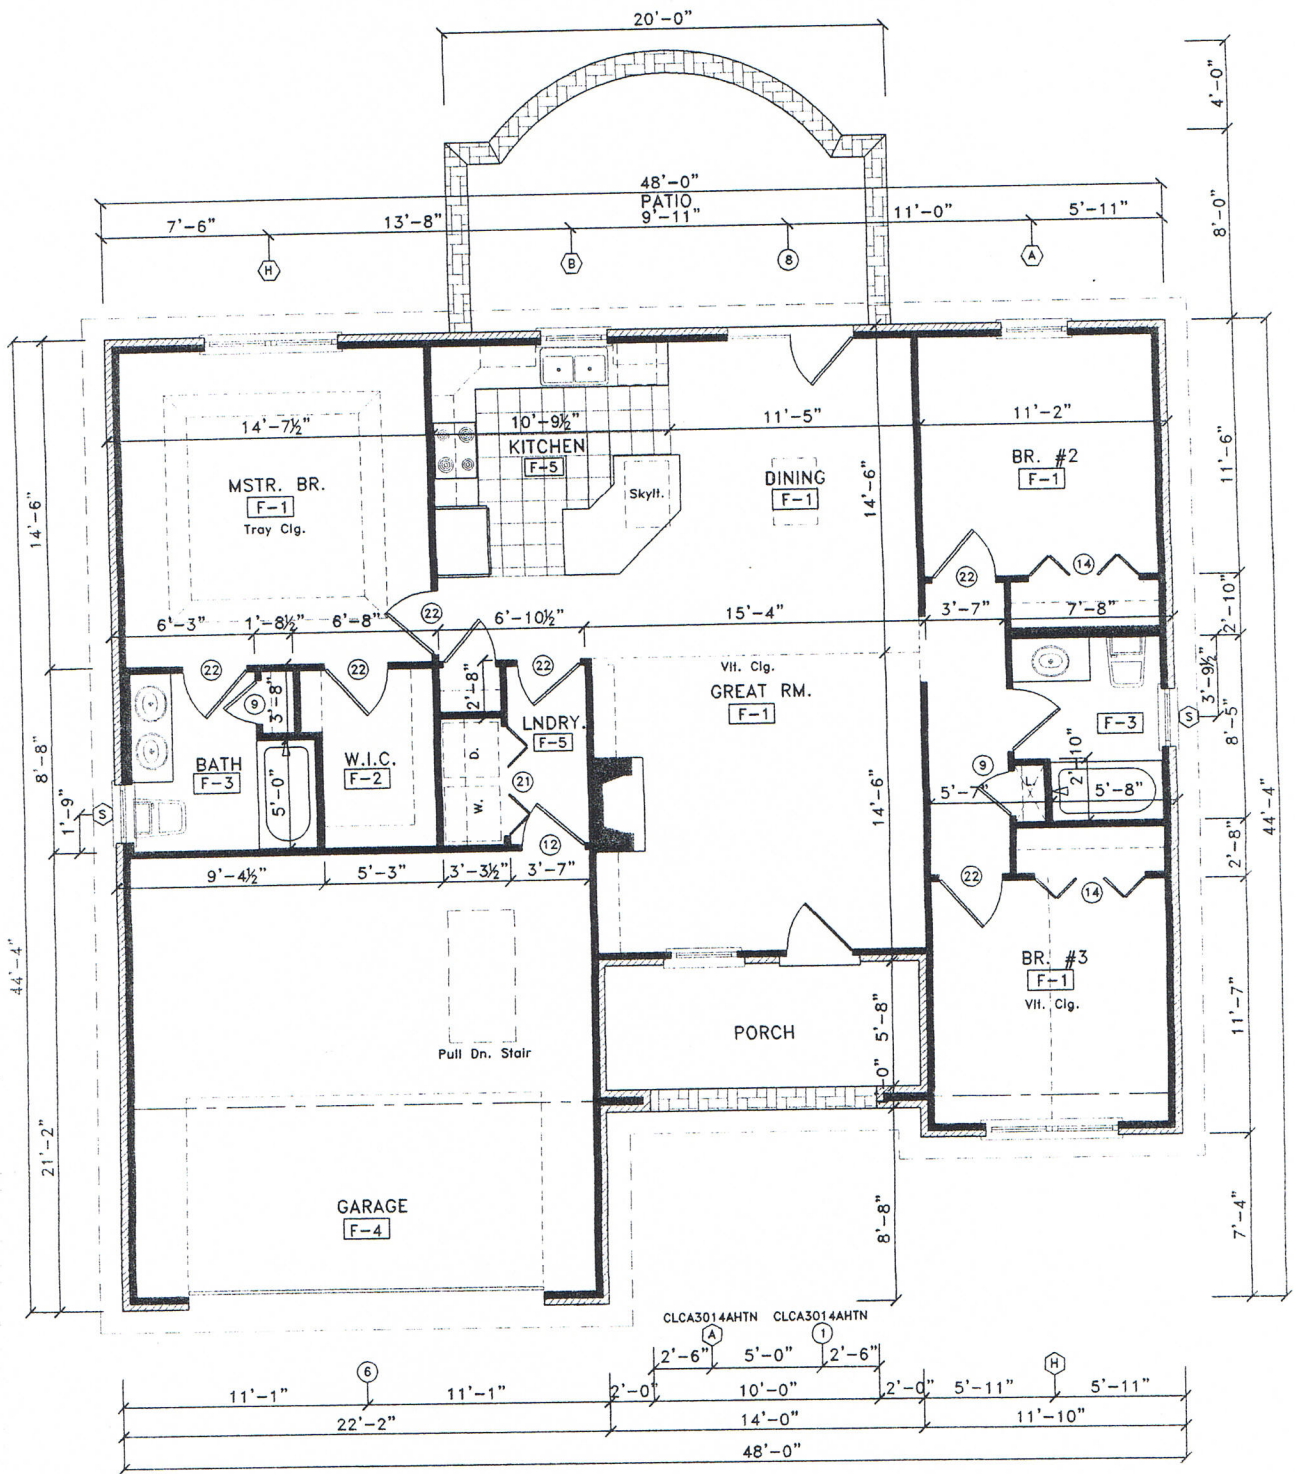 20'-0"
4'-0"
48'-0"
PATIO
7'-6" 13'-8" 9'-11" 11'-0" 5'-11"
8'-0"
H B 8 A
14'-7½" 10'-9½" 11'-5" 11'-2"
KITCHEN
F-5
MSTR. BR.
F-1
Tray Clg.
Skylt.
DINING
F-1
14'-6"
BR. #2
F-1
11'-6"
14'-6"
22 14
22
6'-3" 1'-8½" 6'-8" 6'-10½" 15'-4" 3'-7" 7'-8"
2'-10"
22 22 22
9
3'-8"
2'-8"
Vlt. Clg.
GREAT RM.
F-1
LNDRY.
F-5
F-3
S
3'-9½"
8'-5"
BATH
F-3
W.I.C.
F-2
D.
W.
21
5'-0"
8'-8"
1'-9"
S
9
L
2'-10"
5'-7" 5'-8"
14'-6"
12
2'-8"
44'-4"
9'-4½" 5'-3" 3'-3½" 3'-7"
22 14
44'-4"
BR. #3
F-1
Vlt. Clg.
11'-7"
Pull Dn. Stair
PORCH
5'-8"
21'-2"
GARAGE
F-4
8'-8"
7'-4"
CLCA3014AHTN CLCA3014AHTN
A 1
2'-6" 5'-0" 2'-6"
6 H
11'-1" 11'-1" 2'-0" 10'-0" 2'-0" 5'-11" 5'-11"
22'-2" 14'-0" 11'-10"
48'-0"